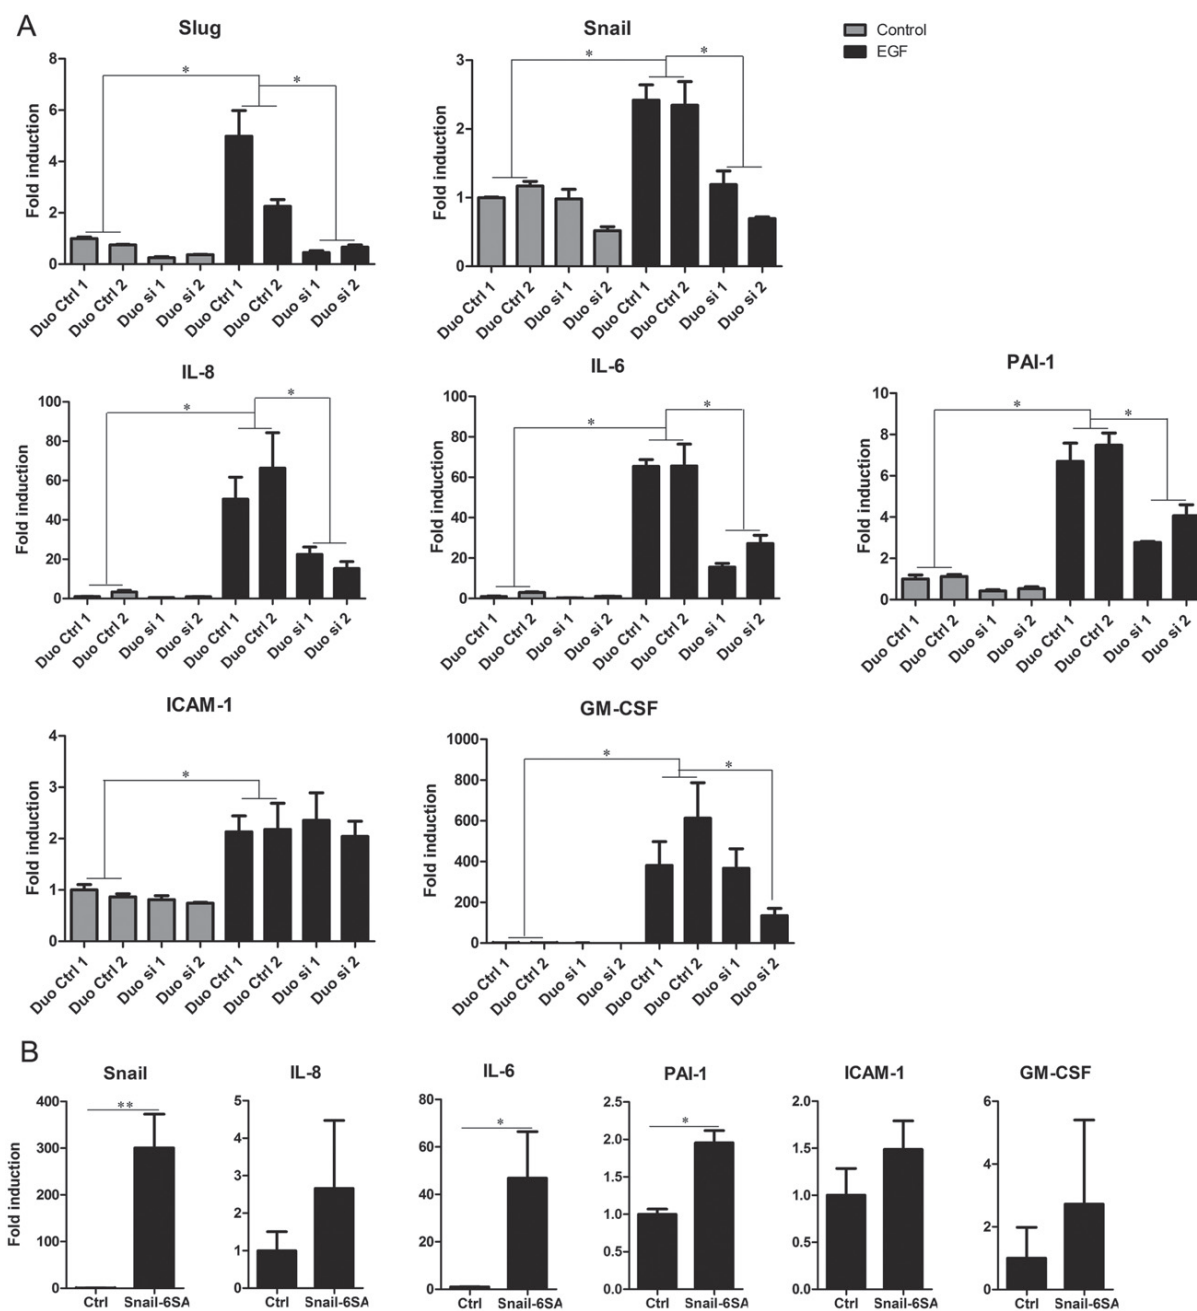 A
Slug
Snail
Control
EGF
Fold induction
8
6
4
2
0
*
*
Duo Ctrl 1
Duo Ctrl 2
Duo si 1
Duo si 2
Duo Ctrl 1
Duo Ctrl 2
Duo si 1
Duo si 2
Fold induction
3
2
1
0
*
*
Duo Ctrl 1
Duo Ctrl 2
Duo si 1
Duo si 2
Duo Ctrl 1
Duo Ctrl 2
Duo si 1
Duo si 2
IL-8
Fold induction
100
80
60
40
20
0
*
*
Duo Ctrl 1
Duo Ctrl 2
Duo si 1
Duo si 2
Duo Ctrl 1
Duo Ctrl 2
Duo si 1
Duo si 2
IL-6
Fold induction
100
80
60
40
20
0
*
*
Duo Ctrl 1
Duo Ctrl 2
Duo si 1
Duo si 2
Duo Ctrl 1
Duo Ctrl 2
Duo si 1
Duo si 2
PAI-1
Fold induction
10
8
6
4
2
0
*
*
Duo Ctrl 1
Duo Ctrl 2
Duo si 1
Duo si 2
Duo Ctrl 1
Duo Ctrl 2
Duo si 1
Duo si 2
ICAM-1
Fold induction
4
3
2
1
0
*
Duo Ctrl 1
Duo Ctrl 2
Duo si 1
Duo si 2
Duo Ctrl 1
Duo Ctrl 2
Duo si 1
Duo si 2
GM-CSF
Fold induction
1000
800
600
400
200
0
*
*
Duo Ctrl 1
Duo Ctrl 2
Duo si 1
Duo si 2
Duo Ctrl 1
Duo Ctrl 2
Duo si 1
Duo si 2
B
Snail
Fold induction
400
300
200
100
0
**
Ctrl
Snail-6SA
IL-8
5
4
3
2
1
0
Ctrl
Snail-6SA
IL-6
80
60
40
20
0
*
Ctrl
Snail-6SA
PAI-1
2.5
2.0
1.5
1.0
0.5
0.0
*
Ctrl
Snail-6SA
ICAM-1
2.0
1.5
1.0
0.5
0.0
Ctrl
Snail-6SA
GM-CSF
6
4
2
0
Ctrl
Snail-6SA